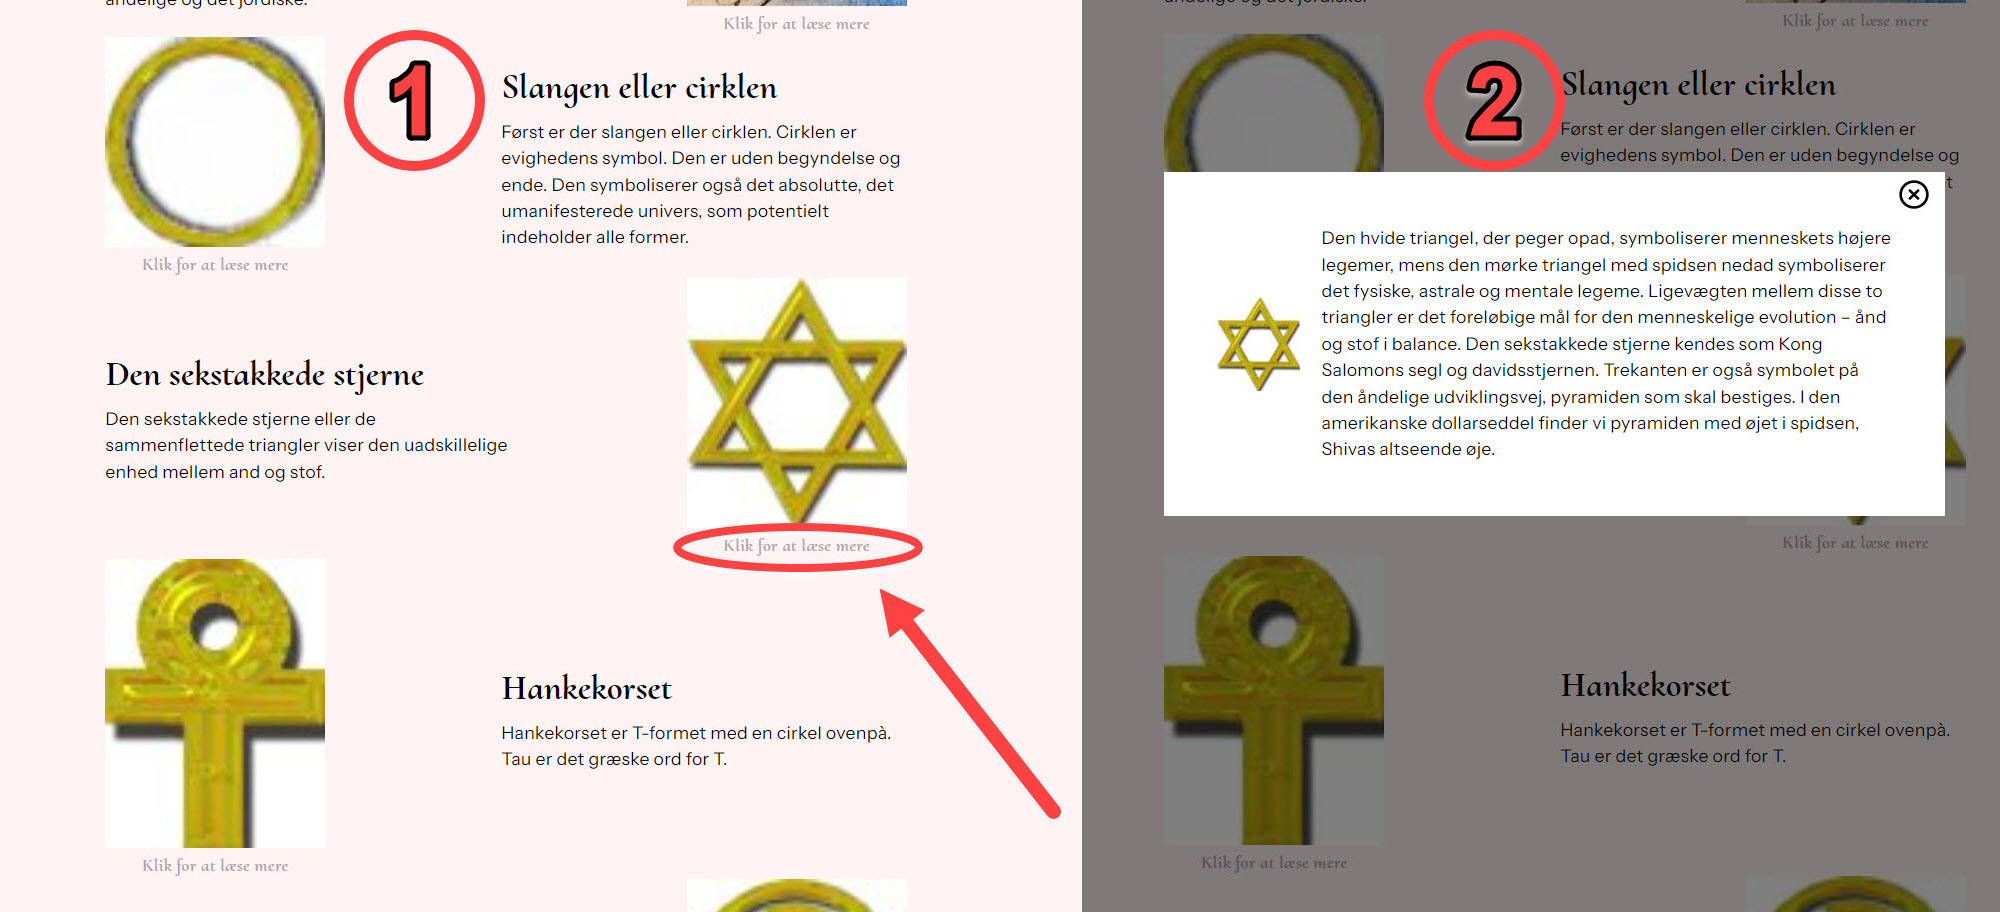 andelige og det jordiske.
Klik for at læse mere
1
Slangen eller cirklen
Først er der slangen eller cirklen. Cirklen er
evighedens symbol. Den er uden begyndelse og
ende. Den symboliserer også det absolutte, det
umanifesterede univers, som potentielt
indeholder alle former.
Klik for at læse mere
Den sekstakkede stjerne
Den sekstakkede stjerne eller de
sammenflettede triangler viser den uadskillelige
enhed mellem and og stof.
Klik for at læse mere
Hankekorset
Hankekorset er T-formet med en cirkel ovenpà.
Tau er det græske ord for T.
Klik for at læse mere
andelige og det jordiske.
Klik for at læse mere
2
Slangen eller cirklen
Først er der slangen eller cirklen. Cirklen er
evighedens symbol. Den er uden begyndelse og
t
Den hvide triangel, der peger opad, symboliserer menneskets højere
legemer, mens den mørke triangel med spidsen nedad symboliserer
det fysiske, astrale og mentale legeme. Ligevægten mellem disse to
triangler er det foreløbige mål for den menneskelige evolution – ånd
og stof i balance. Den sekstakkede stjerne kendes som Kong
Salomons segl og davidsstjernen. Trekanten er også symbolet på
den åndelige udviklingsvej, pyramiden som skal bestiges. I den
amerikanske dollarseddel finder vi pyramiden med øjet i spidsen,
Shivas altseende øje.
Klik for at læse mere
Hankekorset
Hankekorset er T-formet med en cirkel ovenpà.
Tau er det græske ord for T.
Klik for at læse mere